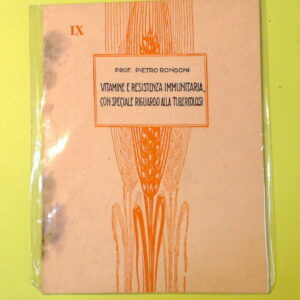 IX
PROF. PIETRO RONDONI
VITAMINE E RESISTENZA IMMUNITARIA,
CON SPECIALE RIGUARDO ALLA TUBERCOLOSI